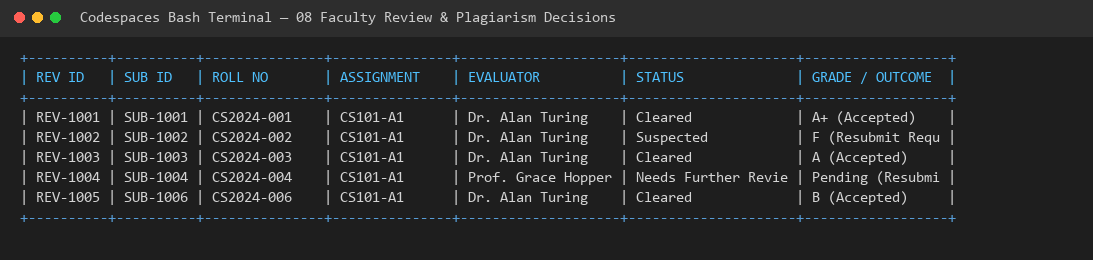 Codespaces Bash Terminal — 08 Faculty Review & Plagiarism Decisions
+----------+----------+---------------+---------------+--------------------+---------------------+------------------+
| REV ID   | SUB ID   | ROLL NO       | ASSIGNMENT    | EVALUATOR          | STATUS              | GRADE / OUTCOME  |
+----------+----------+---------------+---------------+--------------------+---------------------+------------------+
| REV-1001 | SUB-1001 | CS2024-001    | CS101-A1      | Dr. Alan Turing    | Cleared             | A+ (Accepted)    |
| REV-1002 | SUB-1002 | CS2024-002    | CS101-A1      | Dr. Alan Turing    | Suspected           | F (Resubmit Requ |
| REV-1003 | SUB-1003 | CS2024-003    | CS101-A1      | Dr. Alan Turing    | Cleared             | A (Accepted)     |
| REV-1004 | SUB-1004 | CS2024-004    | CS101-A1      | Prof. Grace Hopper | Needs Further Revie | Pending (Resubmi |
| REV-1005 | SUB-1006 | CS2024-006    | CS101-A1      | Dr. Alan Turing    | Cleared             | B (Accepted)     |
+----------+----------+---------------+---------------+--------------------+---------------------+------------------+